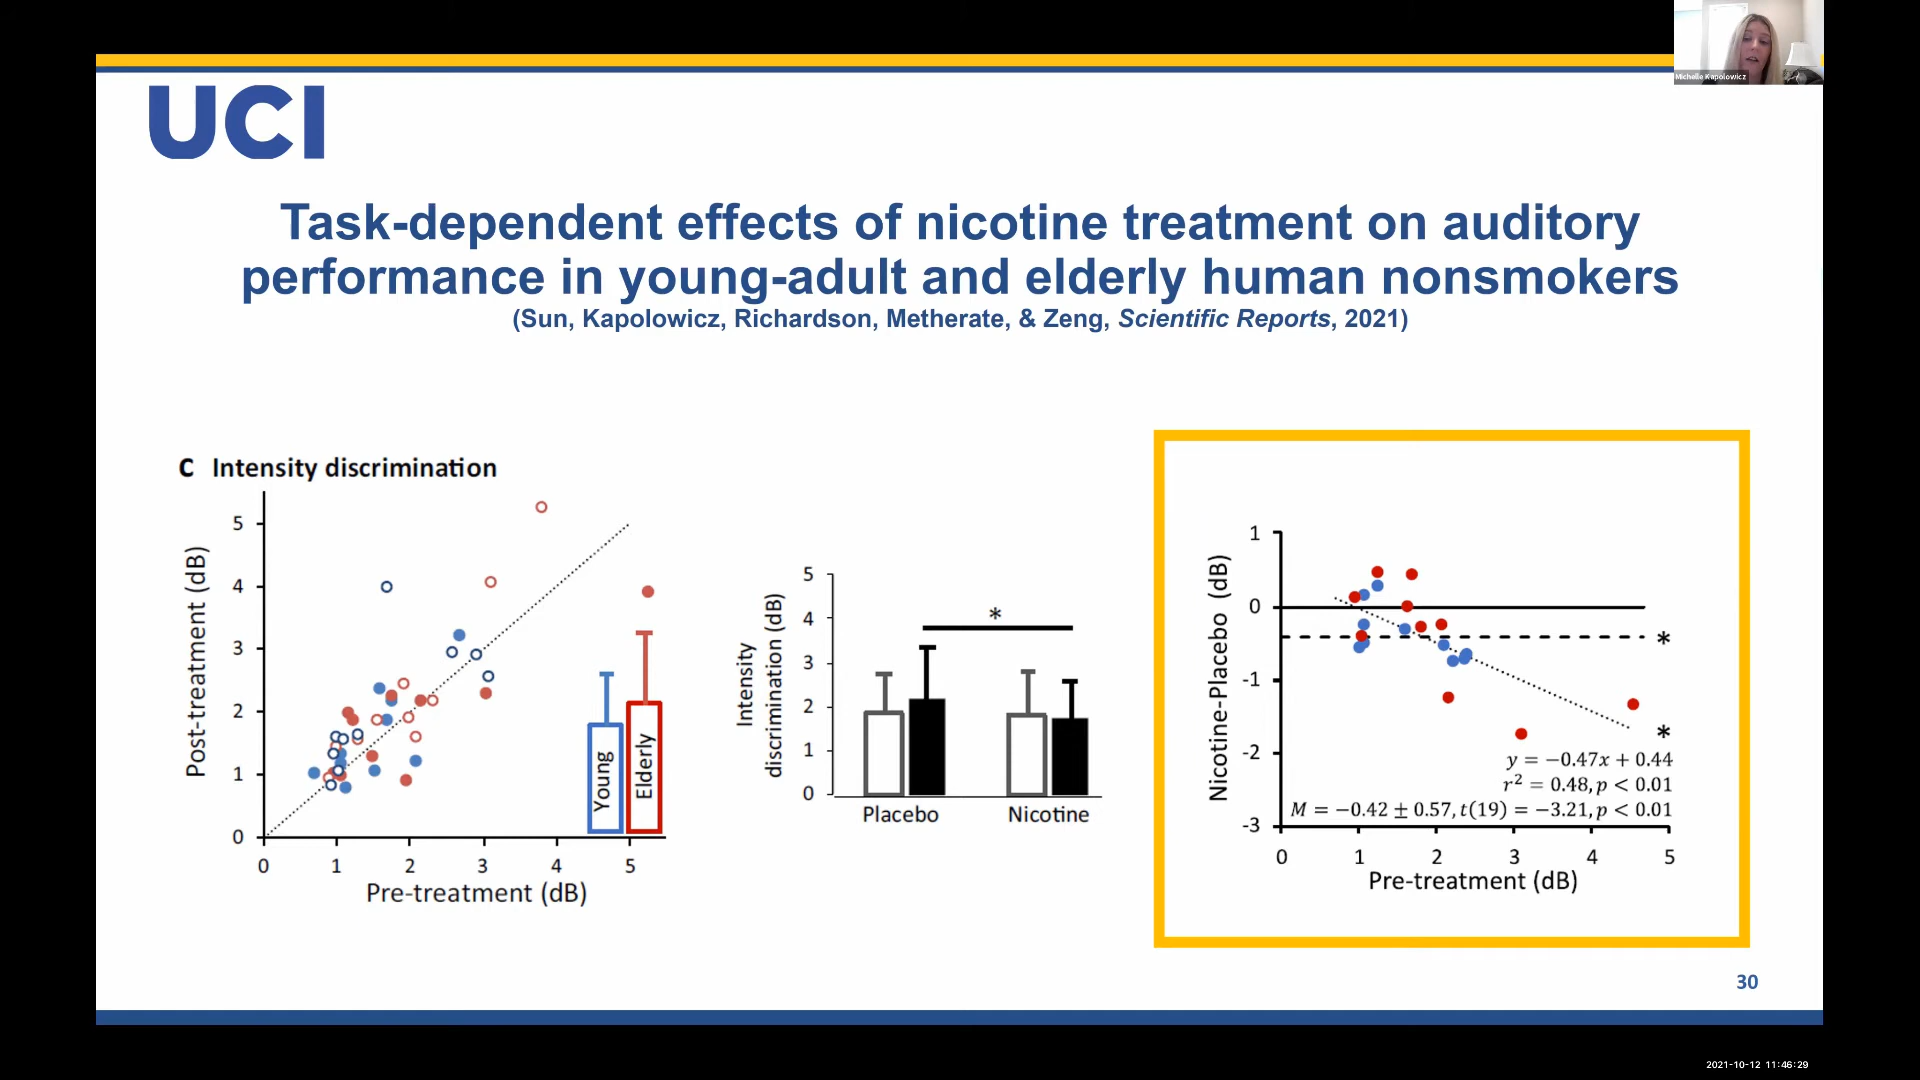 Michelle Kapolowicz
UCI
Task-dependent effects of nicotine treatment on auditory
performance in young-adult and elderly human nonsmokers
(Sun, Kapolowicz, Richardson, Metherate, & Zeng, Scientific Reports, 2021)
C Intensity discrimination
Post-treatment (dB)
5
4
3
2
1
0
Young
Elderly
0 1 2 3 4 5
Pre-treatment (dB)
Intensity
discrimination (dB)
5
4
3
2
1
0
*
Placebo Nicotine
Nicotine-Placebo (dB)
1
0
-1
-2
-3
*
*
y = −0.47x + 0.44
r² = 0.48, p < 0.01
M = −0.42 ± 0.57, t(19) = −3.21, p < 0.01
0 1 2 3 4 5
Pre-treatment (dB)
30
2021-10-12 11:46:29